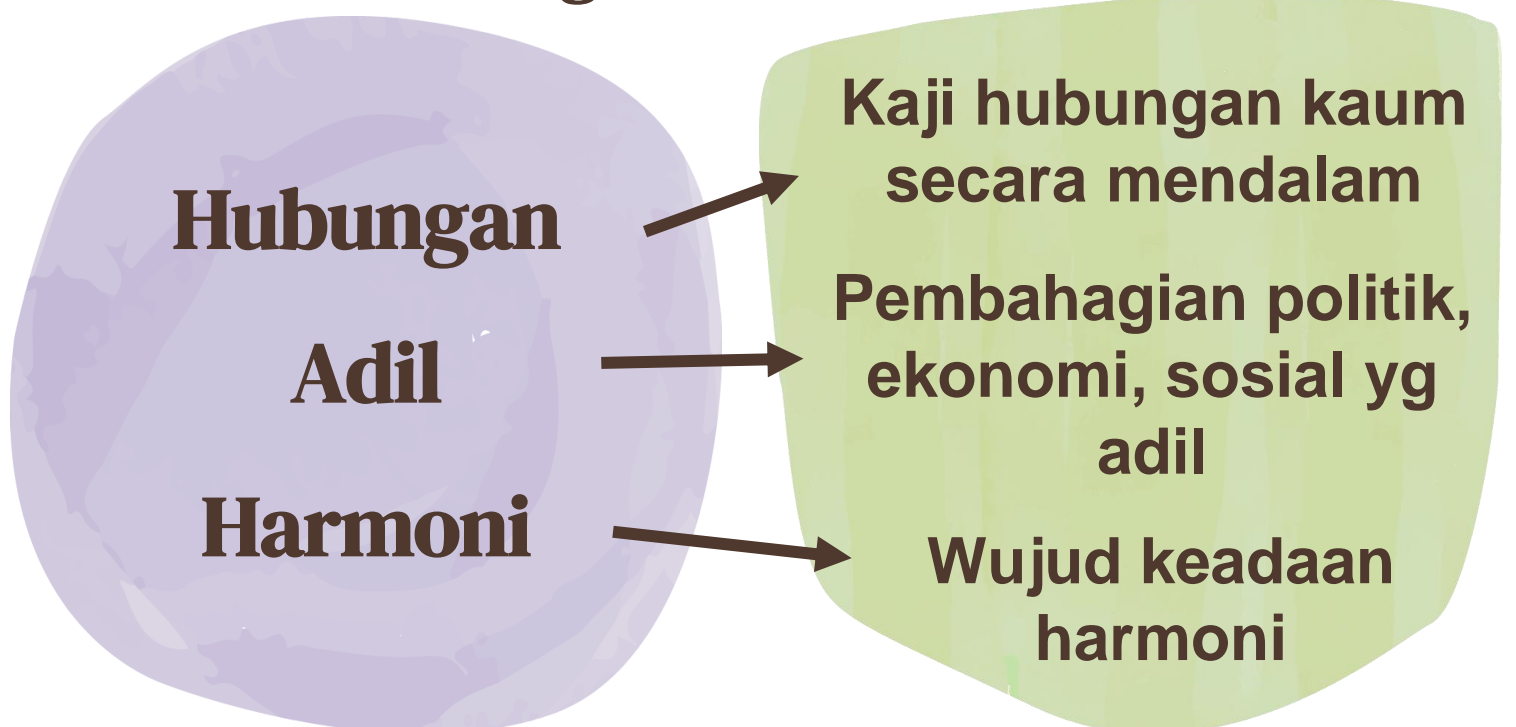 Hubungan
Adil
Harmoni
Kaji hubungan kaum
secara mendalam
Pembahagian politik,
ekonomi, sosial yg
adil
Wujud keadaan
harmoni